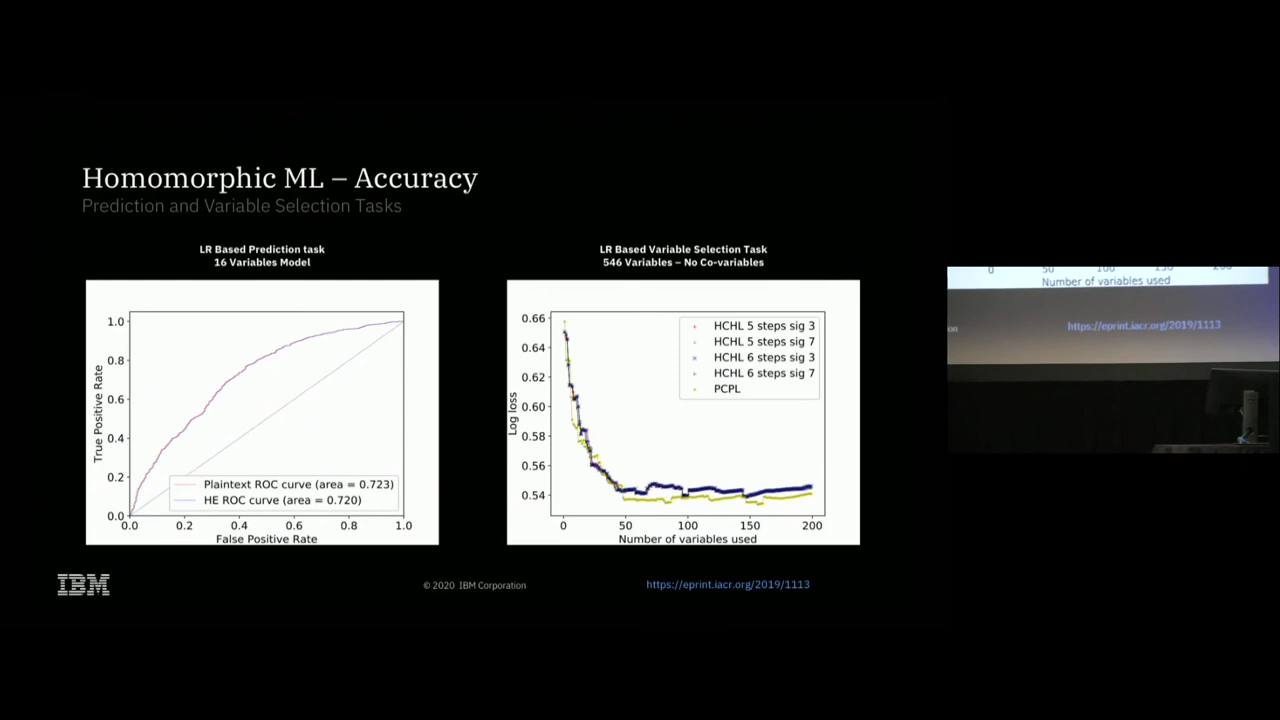 Homomorphic ML – Accuracy
Prediction and Variable Selection Tasks
LR Based Prediction task
16 Variables Model
1.0
0.8
0.6
0.4
0.2
0.0
True Positive Rate
Plaintext ROC curve (area = 0.723)
HE ROC curve (area = 0.720)
0.0 0.2 0.4 0.6 0.8 1.0
False Positive Rate
LR Based Variable Selection Task
546 Variables – No Co-variables
0.66
0.64
0.62
0.60
0.58
0.56
0.54
Log loss
HCHL 5 steps sig 3
HCHL 5 steps sig 7
HCHL 6 steps sig 3
HCHL 6 steps sig 7
PCPL
0 50 100 150 200
Number of variables used
IBM
© 2020 IBM Corporation
https://eprint.iacr.org/2019/1113
0 50 100 150 200
Number of variables used
on
https://eprint.iacr.org/2019/1113